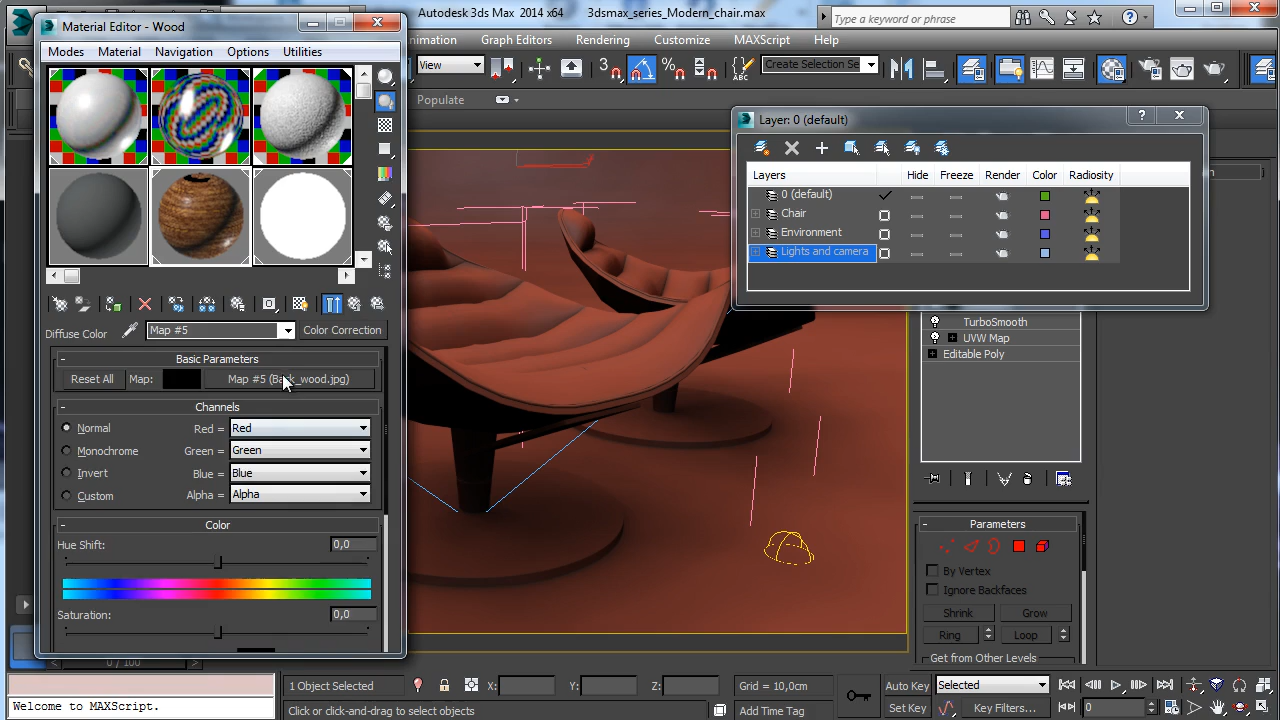 Material Editor - Wood
Modes Material Navigation Options Utilities
Diffuse Color Map #5 Color Correction
- Basic Parameters
Reset All Map: Map #5 (Back_wood.jpg)
- Channels
Normal Red = Red
Monochrome Green = Green
Invert Blue = Blue
Custom Alpha = Alpha
- Color
Hue Shift: 0,0
Saturation: 0,0
Autodesk 3ds Max 2014 x64 3dsmax_series_Modern_chair.max Type a keyword or phrase
Graph Editors Rendering Customize MAXScript Help
View Create Selection Se
Populate
Layer: 0 (default)
Layers Hide Freeze Render Color Radiosity
0 (default)
Chair
Environment
Lights and camera
TurboSmooth
UVW Map
Editable Poly
- Parameters
By Vertex
Ignore Backfaces
Shrink Grow
Ring Loop
Get from Other Levels
0 / 100
1 Object Selected X: Y: Z: Grid = 10,0cm Auto Key Selected
Welcome to MAXScript. Click or click-and-drag to select objects Add Time Tag Set Key Key Filters... 0